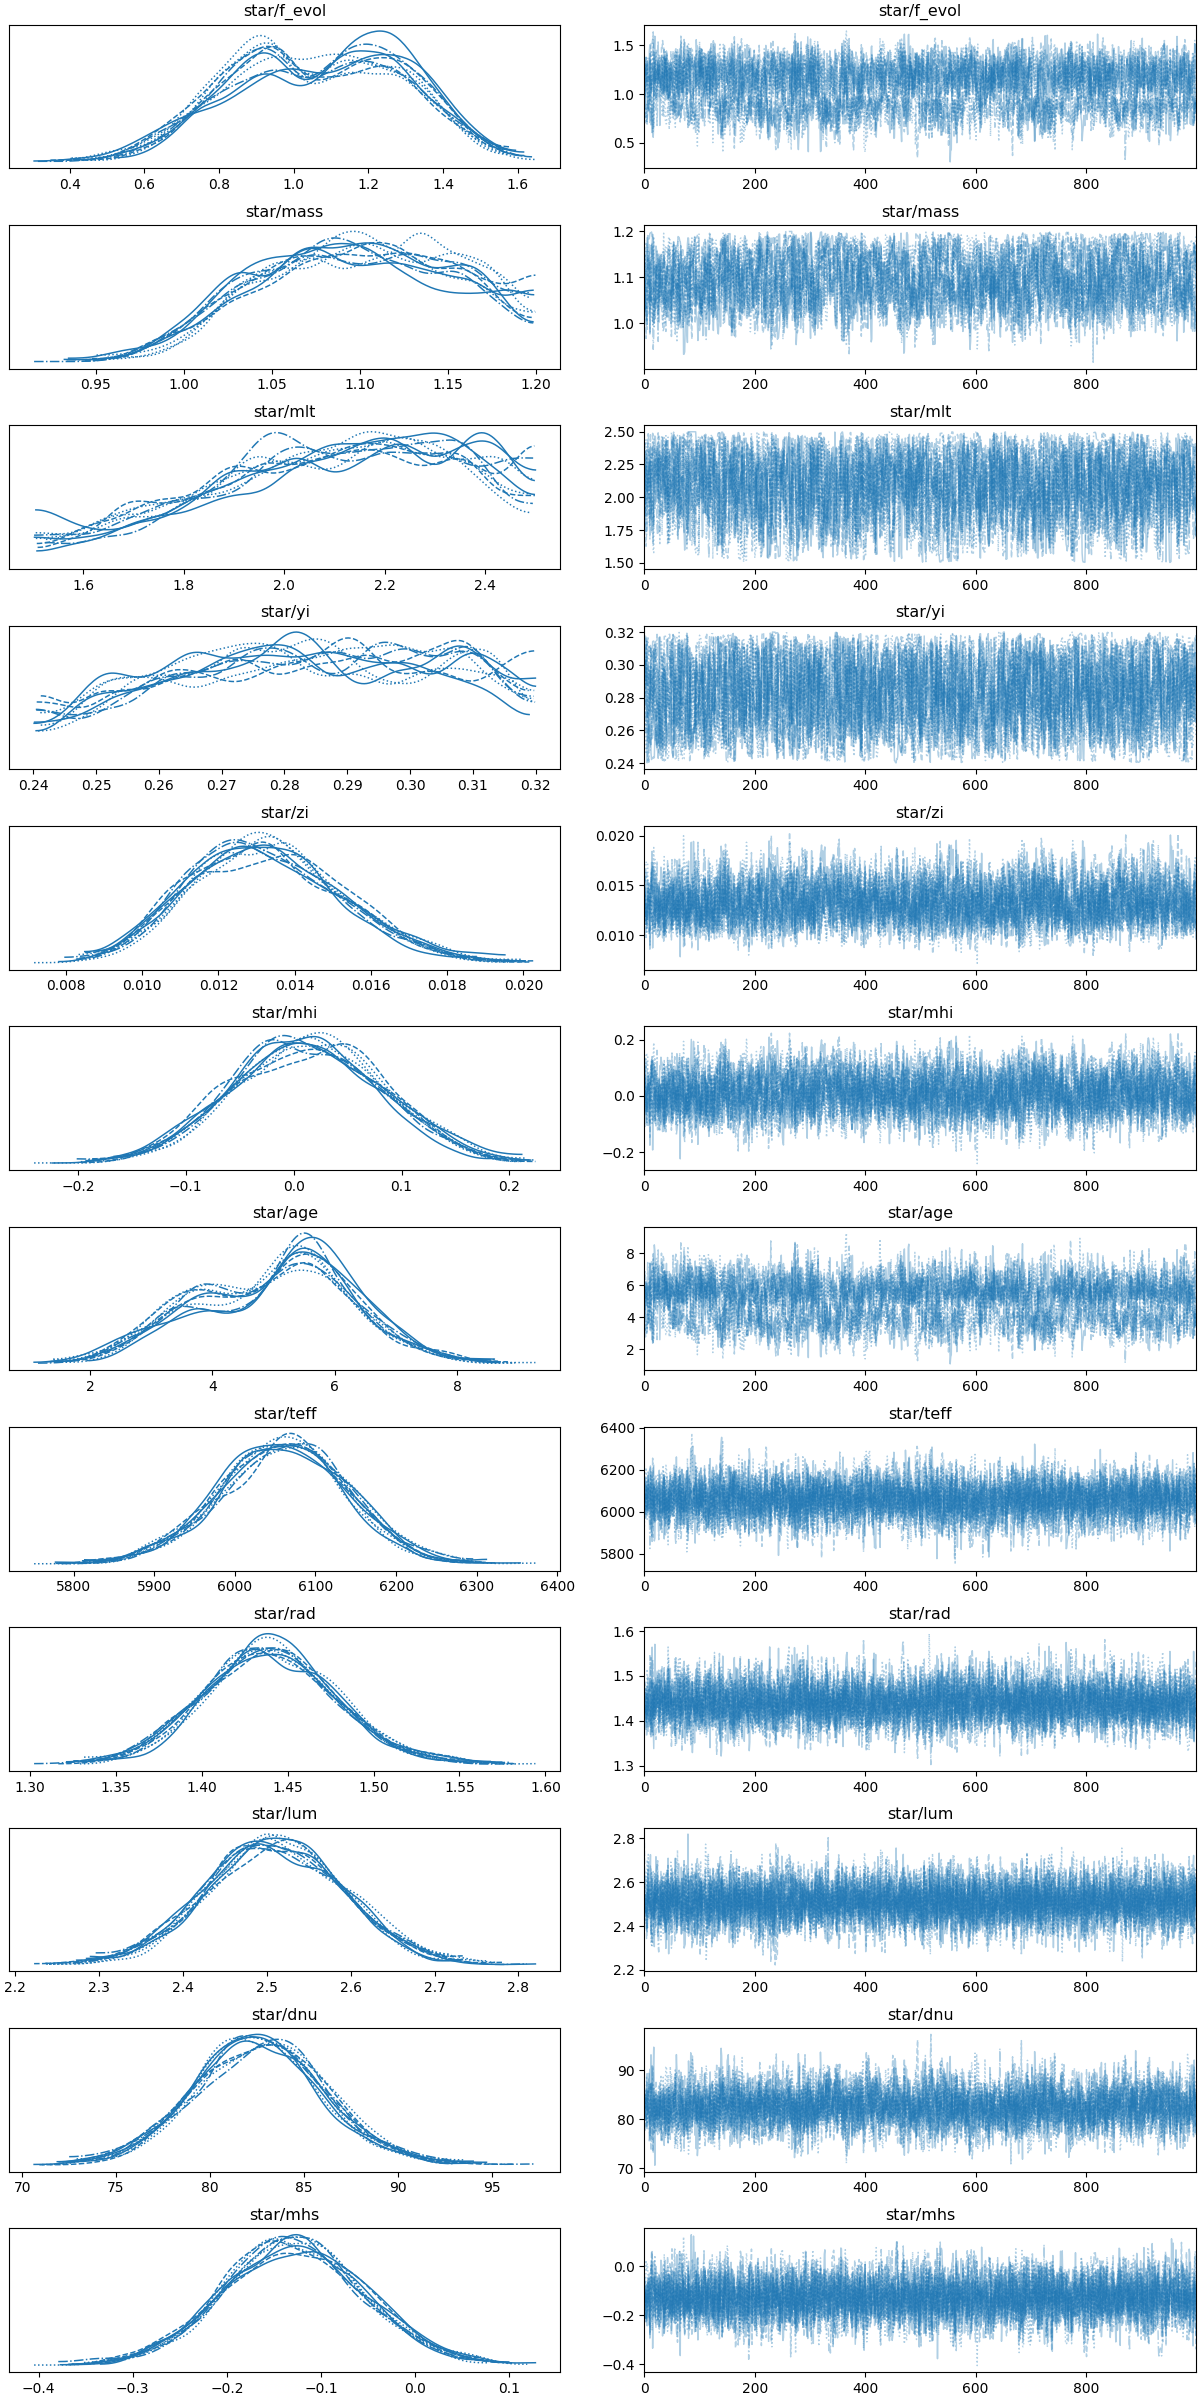 star/f_evol star/f_evol
1.5
1.0
0.5
0.4 0.6 0.8 1.0 1.2 1.4 1.6 0 200 400 600 800
star/mass star/mass
1.2
1.1
1.0
0.95 1.00 1.05 1.10 1.15 1.20 0 200 400 600 800
star/mlt star/mlt
2.50
2.25
2.00
1.75
1.50
1.6 1.8 2.0 2.2 2.4 0 200 400 600 800
star/yi star/yi
0.32
0.30
0.28
0.26
0.24
0.24 0.25 0.26 0.27 0.28 0.29 0.30 0.31 0.32 0 200 400 600 800
star/zi star/zi
0.020
0.015
0.010
0.008 0.010 0.012 0.014 0.016 0.018 0.020 0 200 400 600 800
star/mhi star/mhi
0.2
0.0
−0.2
−0.2 −0.1 0.0 0.1 0.2 0 200 400 600 800
star/age star/age
8
6
4
2
2 4 6 8 0 200 400 600 800
star/teff star/teff
6400
6200
6000
5800
5800 5900 6000 6100 6200 6300 6400 0 200 400 600 800
star/rad star/rad
1.6
1.5
1.4
1.3
1.30 1.35 1.40 1.45 1.50 1.55 1.60 0 200 400 600 800
star/lum star/lum
2.8
2.6
2.4
2.2
2.2 2.3 2.4 2.5 2.6 2.7 2.8 0 200 400 600 800
star/dnu star/dnu
90
80
70
70 75 80 85 90 95 0 200 400 600 800
star/mhs star/mhs
0.0
−0.2
−0.4
−0.4 −0.3 −0.2 −0.1 0.0 0.1 0 200 400 600 800